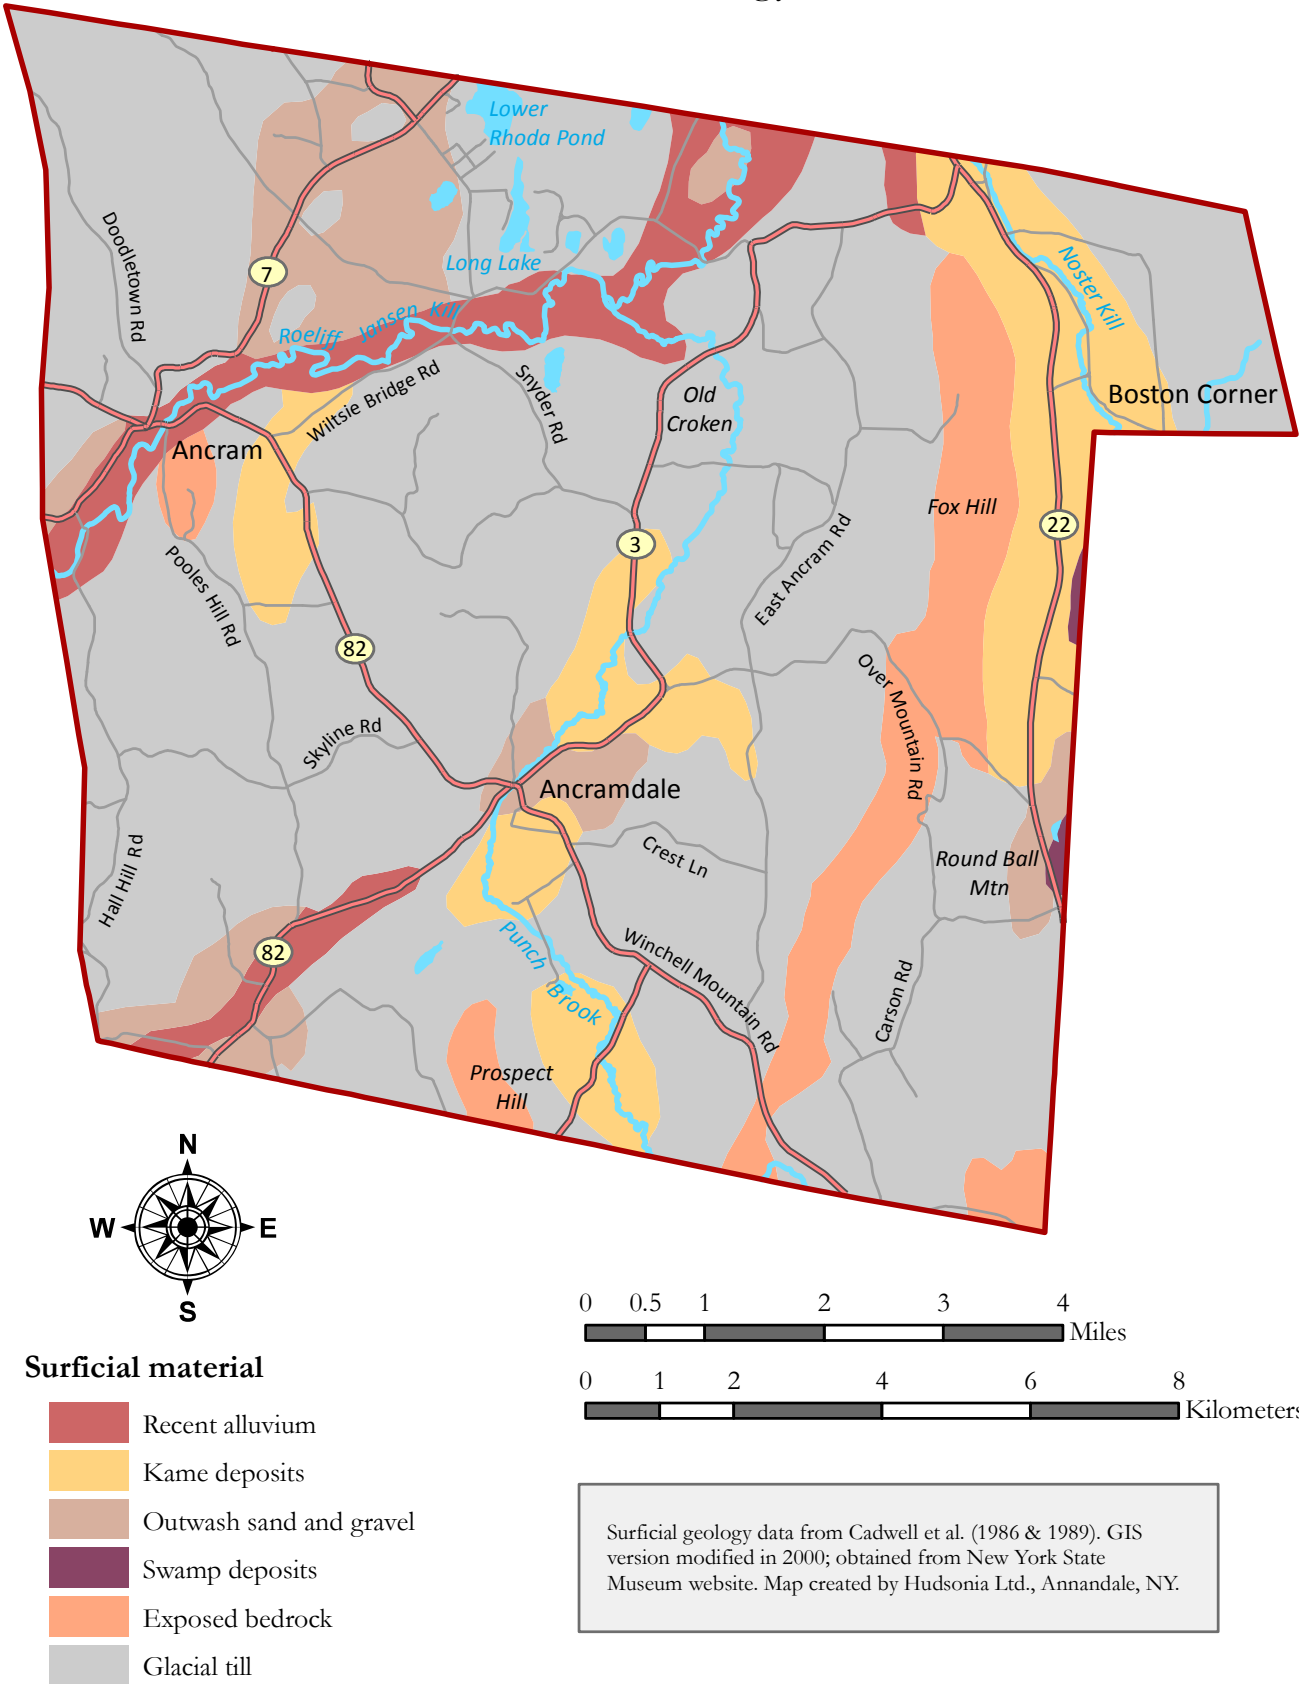 gy
Lower
Rhoda Pond
Doodletown Rd
7
Long Lake
Noster Kill
Roeliff Jansen Kill
Wiltsie Bridge Rd
Snyder Rd
Old
Croken
Boston Corner
Ancram
Fox Hill
22
3
East Ancram Rd
Pooles Hill Rd
82
Over Mountain Rd
Skyline Rd
Ancramdale
Crest Ln
Round Ball
Mtn
Hall Hill Rd
82
Punch Brook
Winchell Mountain Rd
Carson Rd
Prospect
Hill
N
W E
S
0 0.5 1 2 3 4
Miles
0 1 2 4 6 8
Kilometers
Surficial material
Recent alluvium
Kame deposits
Outwash sand and gravel
Swamp deposits
Exposed bedrock
Glacial till
Surficial geology data from Cadwell et al. (1986 & 1989). GIS
version modified in 2000; obtained from New York State
Museum website. Map created by Hudsonia Ltd., Annandale, NY.